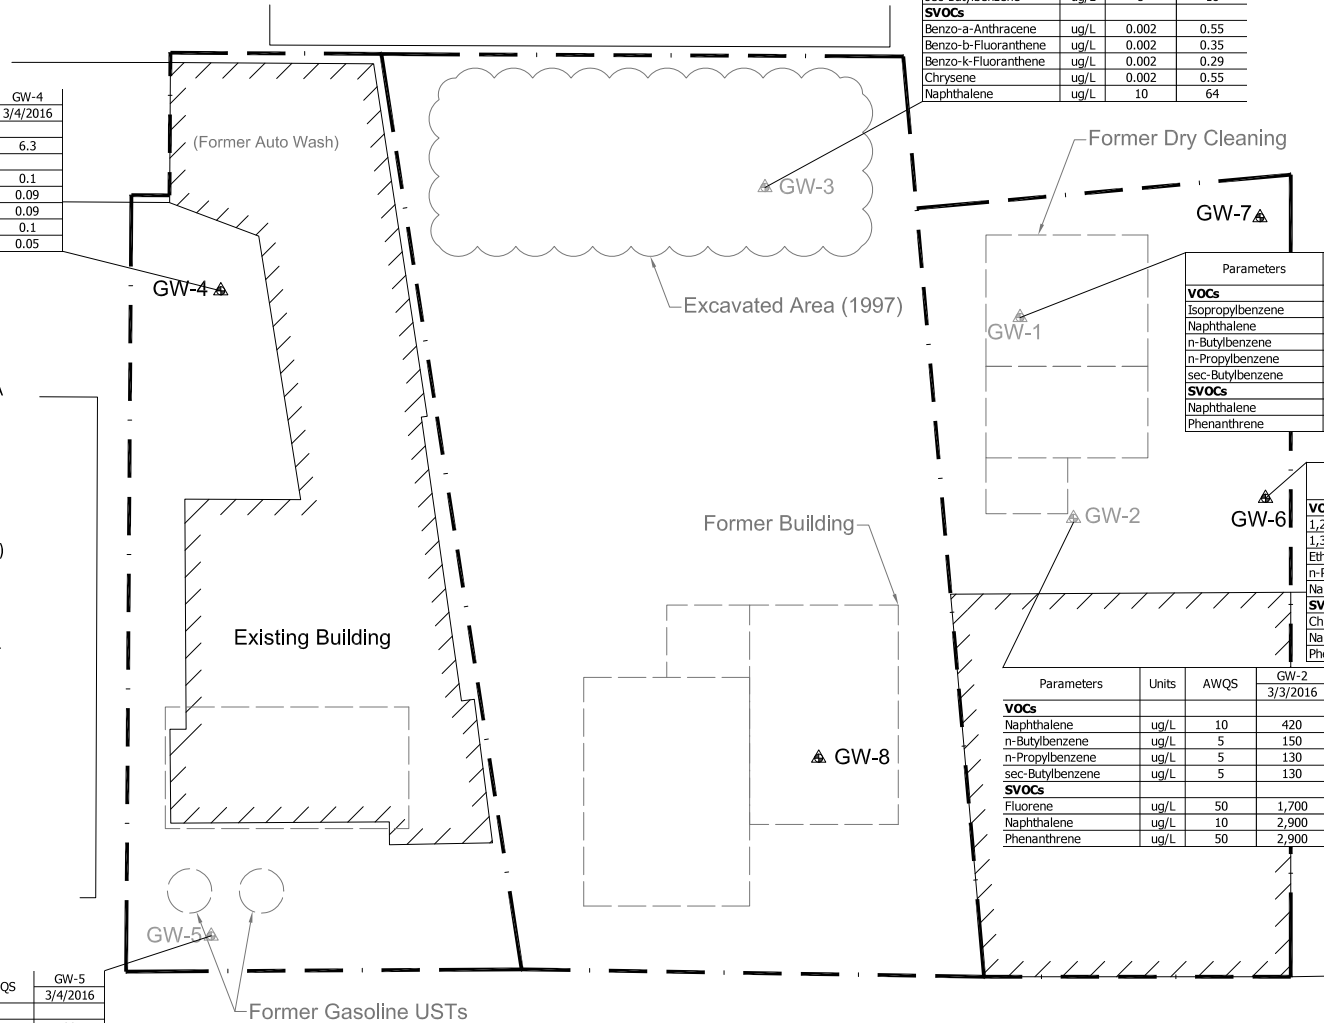 SVOCs
Benzo-a-Anthracene ug/L 0.002 0.55
Benzo-b-Fluoranthene ug/L 0.002 0.35
Benzo-k-Fluoranthene ug/L 0.002 0.29
Chrysene ug/L 0.002 0.55
Naphthalene ug/L 10 64
GW-4
3/4/2016
6.3
0.1
0.09
0.09
0.1
0.05
(Former Auto Wash)
GW-3
Former Dry Cleaning
GW-7
GW-4
Excavated Area (1997)
GW-1
Parameters
VOCs
Isopropylbenzene
Naphthalene
n-Butylbenzene
n-Propylbenzene
sec-Butylbenzene
SVOCs
Naphthalene
Phenanthrene
Former Building
GW-2
GW-6
Existing Building
GW-8
Parameters Units AWQS GW-2
3/3/2016
VOCs
Naphthalene ug/L 10 420
n-Butylbenzene ug/L 5 150
n-Propylbenzene ug/L 5 130
sec-Butylbenzene ug/L 5 130
SVOCs
Fluorene ug/L 50 1,700
Naphthalene ug/L 10 2,900
Phenanthrene ug/L 50 2,900
GW-5
QS GW-5
3/4/2016
Former Gasoline USTs